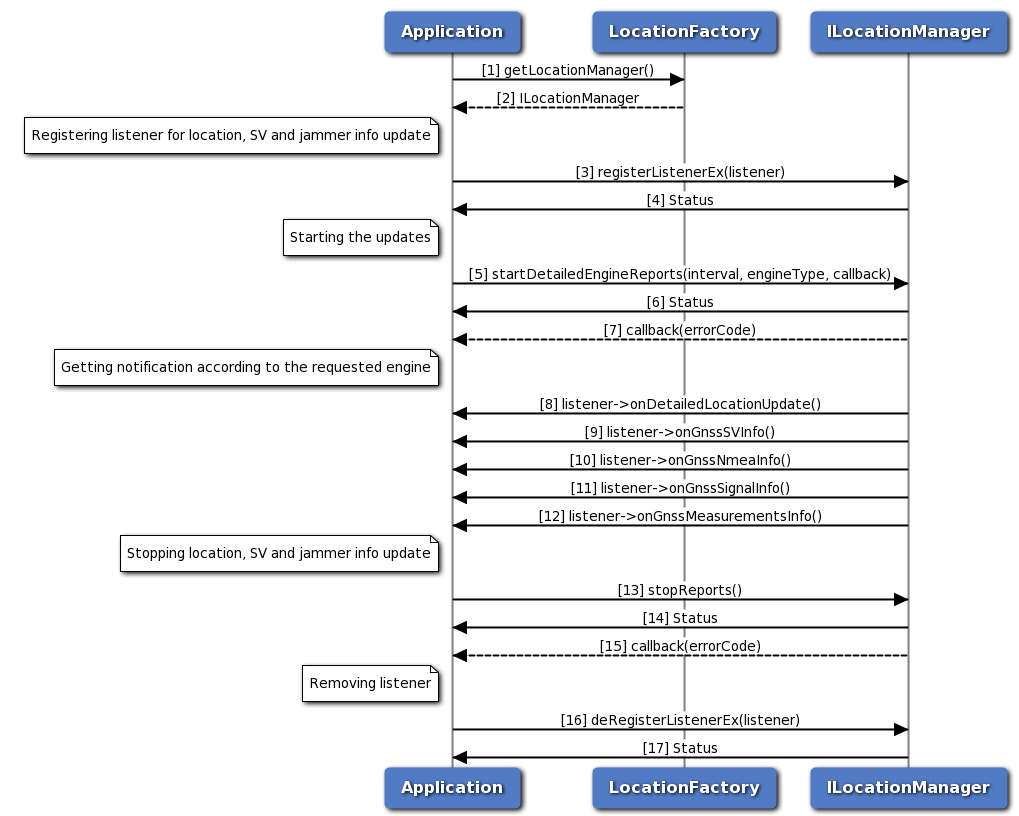 Application
LocationFactory
ILocationManager
[1] getLocationManager()
[2] ILocationManager
Registering listener for location, SV and jammer info update
[3] registerListenerEx(listener)
[4] Status
Starting the updates
[5] startDetailedEngineReports(interval, engineType, callback)
[6] Status
[7] callback(errorCode)
Getting notification according to the requested engine
[8] listener->onDetailedLocationUpdate()
[9] listener->onGnssSVInfo()
[10] listener->onGnssNmeaInfo()
[11] listener->onGnssSignalInfo()
[12] listener->onGnssMeasurementsInfo()
Stopping location, SV and jammer info update
[13] stopReports()
[14] Status
[15] callback(errorCode)
Removing listener
[16] deRegisterListenerEx(listener)
[17] Status
Application
LocationFactory
ILocationManager